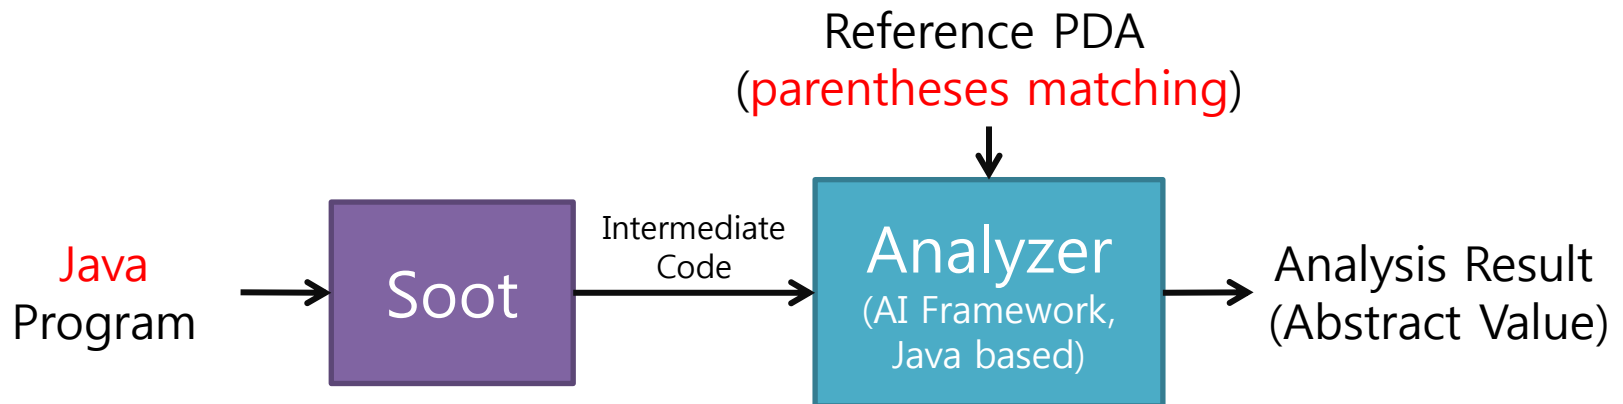 Reference PDA
(parentheses matching)
Java
Program
Soot
Intermediate
Code
Analyzer
(AI Framework,
Java based)
Analysis Result
(Abstract Value)